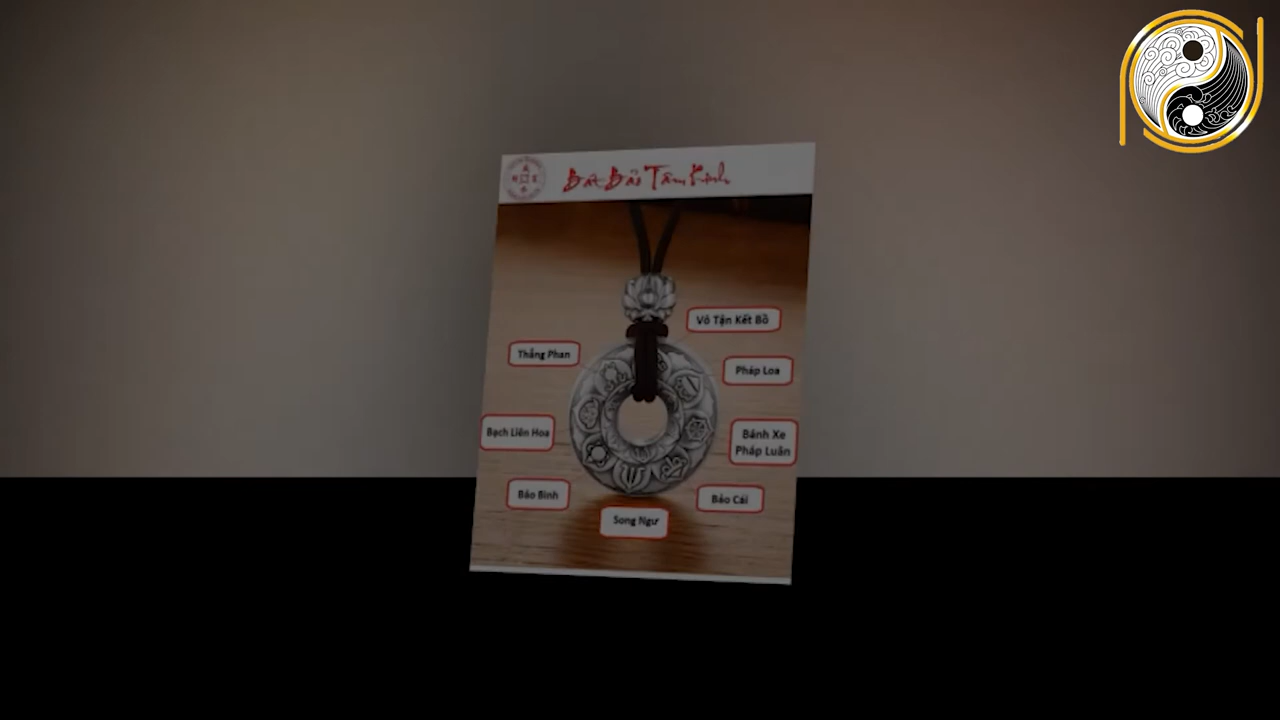 Bát Bảo Tâm Kinh
Vô Tận Kết Bồ
Thắng Phan
Pháp Loa
Bạch Liên Hoa
Bánh Xe
Pháp Luân
Bảo Bình
Bảo Cái
Song Ngư